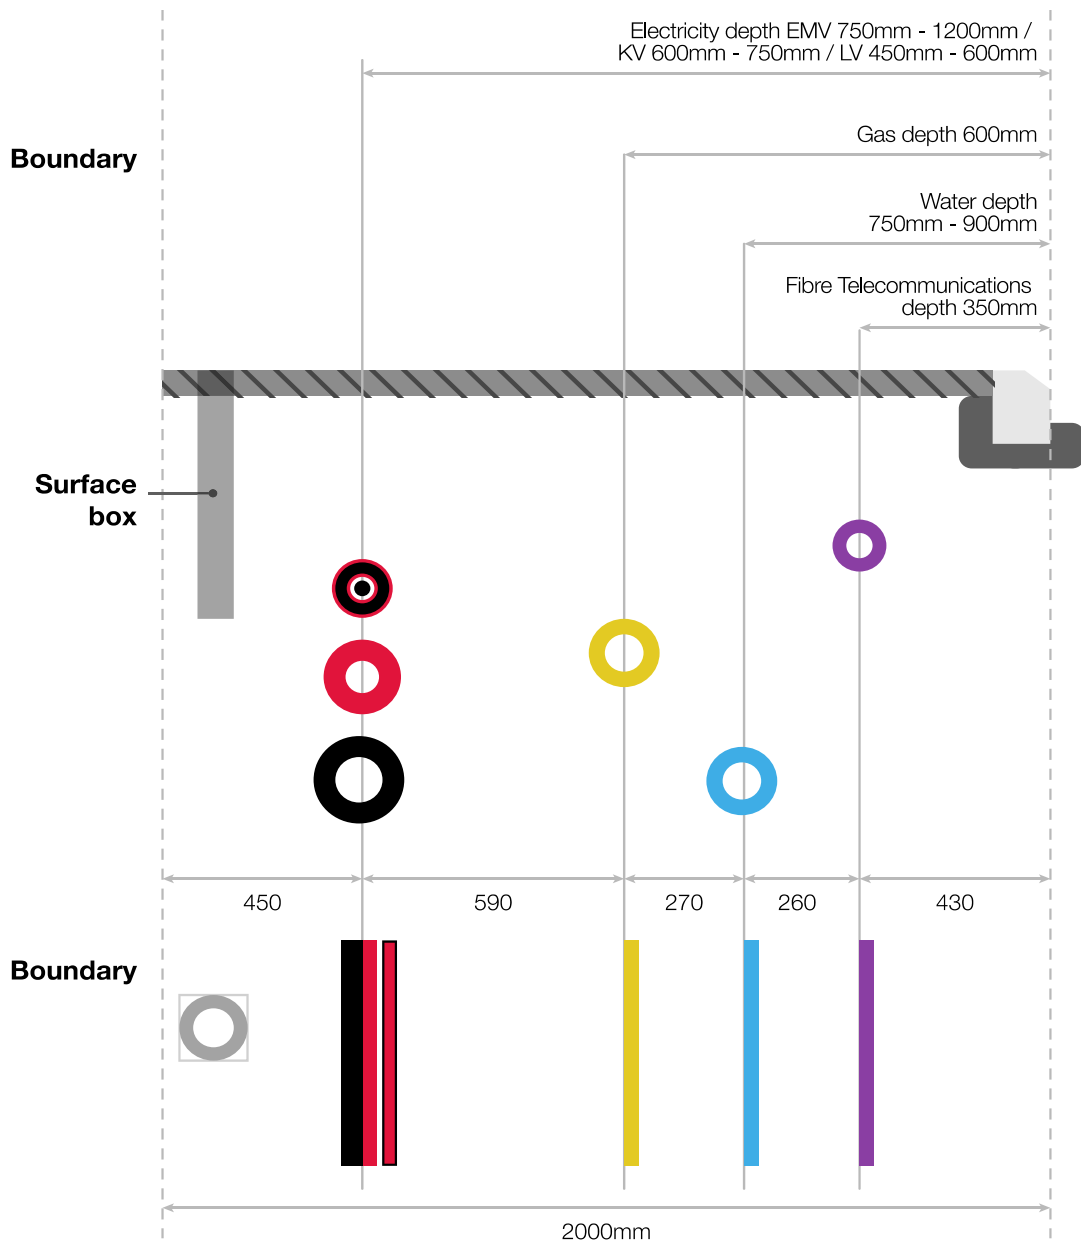 Electricity depth EMV 750mm - 1200mm /
KV 600mm - 750mm / LV 450mm - 600mm
Gas depth 600mm
Boundary
Water depth
750mm - 900mm
Fibre Telecommunications
depth 350mm
Surface
box
450
590
270
260
430
Boundary
2000mm